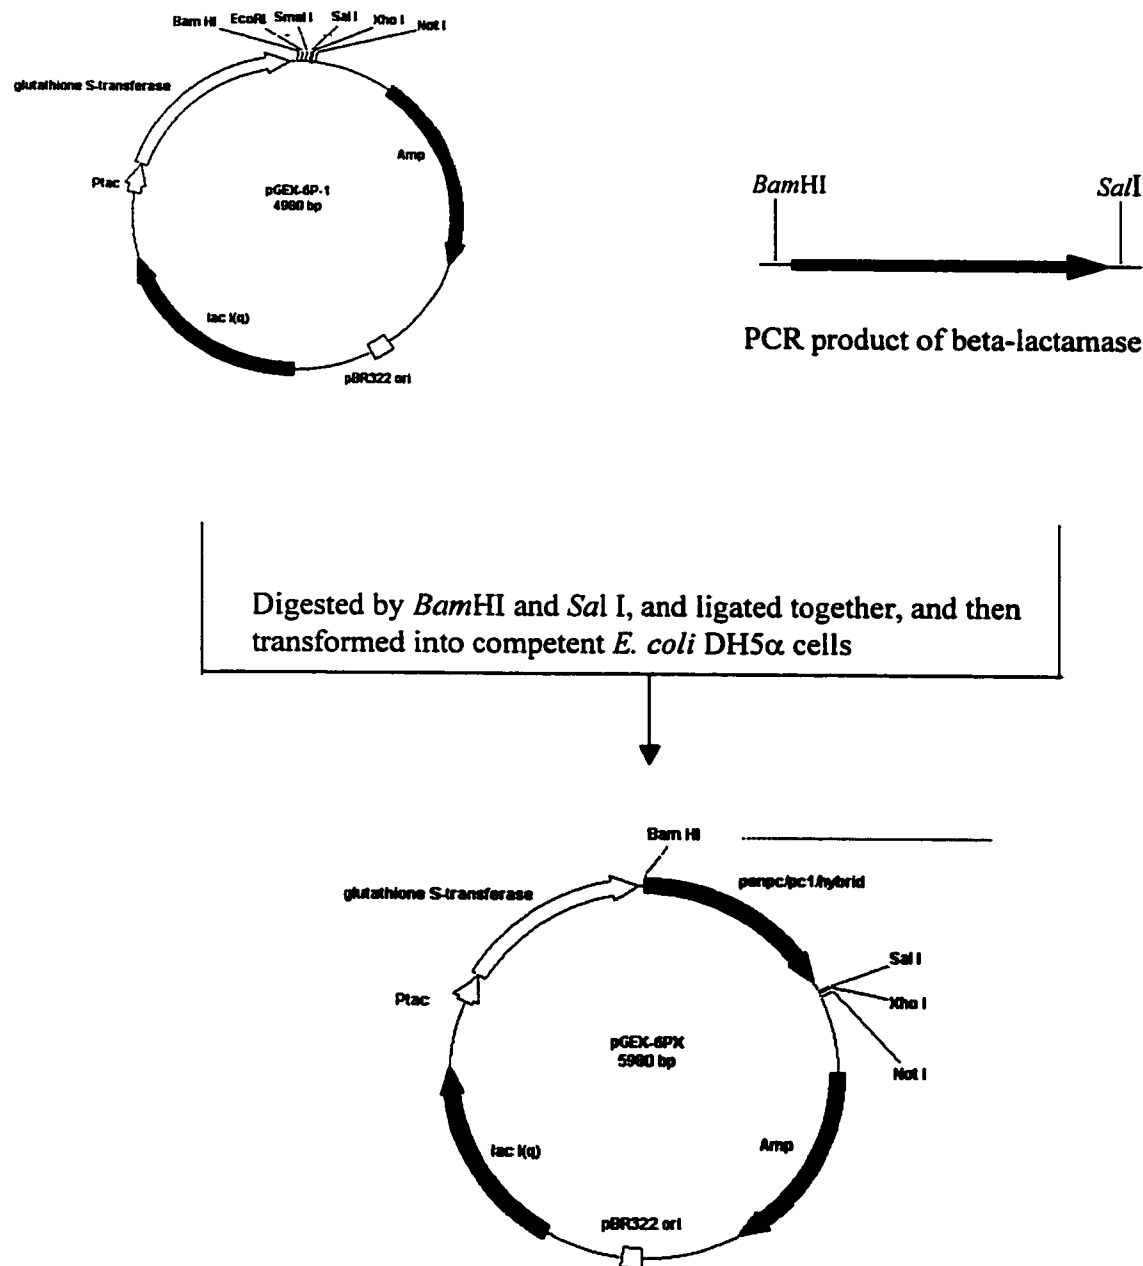 Bam HI EcoRI Sma I Sal I Xho I Not I
glutathione S-transferase
Amp
Ptac
pGEX-6P-1
4980 bp
lac I(q)
pBR322 ori
BamHI SalI
PCR product of beta-lactamase
Digested by BamHI and Sal I, and ligated together, and then
transformed into competent E. coli DH5α cells
Bam HI
glutathione S-transferase
penpc/pc1/hybrid
Sal I
Ptac
Xho I
pGEX-6PX
5980 bp
Not I
lac I(q)
Amp
pBR322 ori